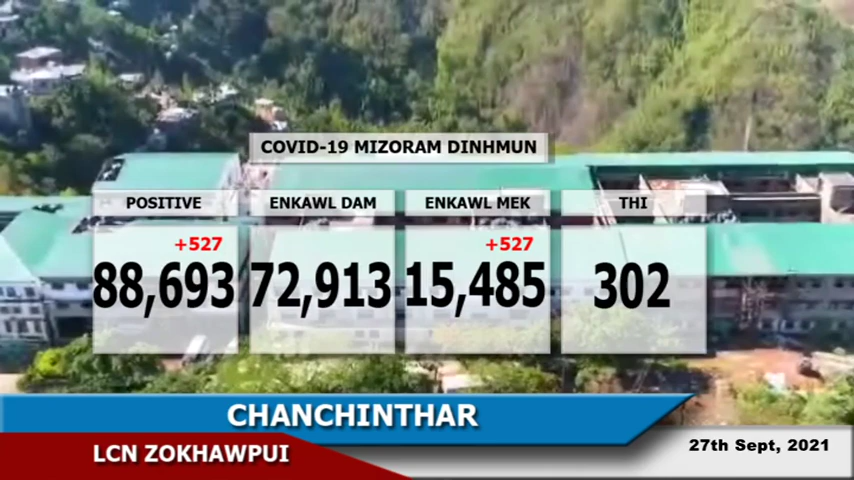 COVID-19 MIZORAM DINHMUN
POSITIVE ENKAWL DAM ENKAWL MEK THI
+527 +527
88,693 72,913 15,485 302
CHANCHINTHAR
LCN ZOKHAWPUI
27th Sept, 2021